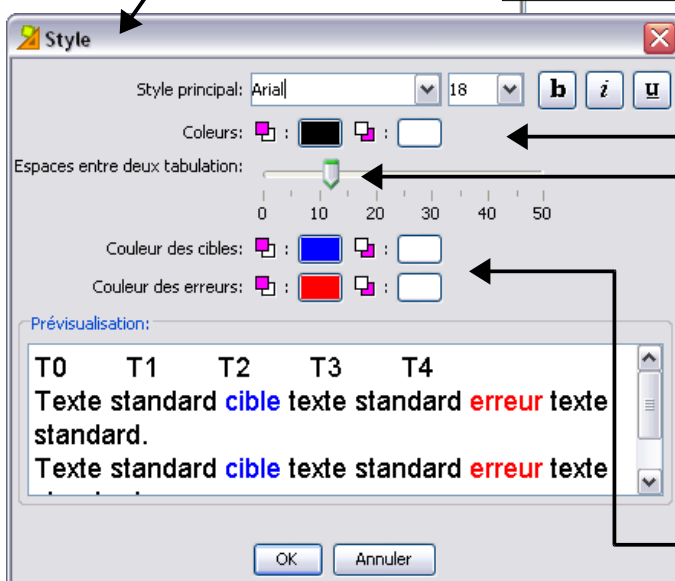 Style
Style principal: Arial 18 b i u
Coleurs: : :
Espaces entre deux tabulation:
0 10 20 30 40 50
Couleur des cibles: : :
Couleur des erreurs: : :
Prévisualisation:
T0 T1 T2 T3 T4
Texte standard cible texte standard erreur texte
standard.
Texte standard cible texte standard erreur texte
OK Annuler